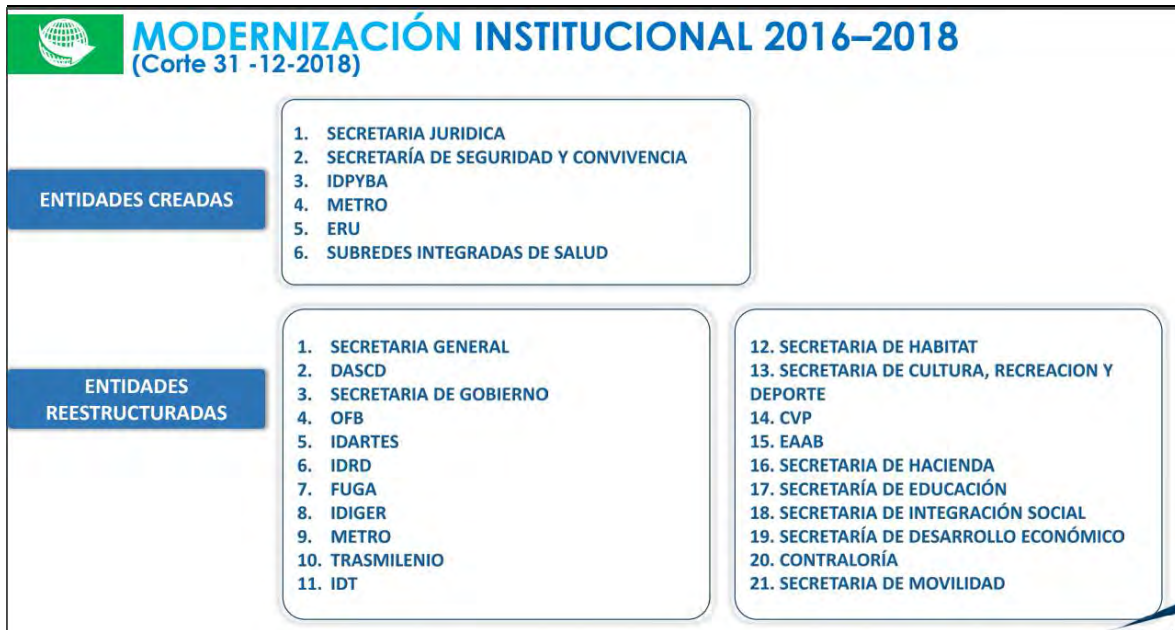 MODERNIZACIÓN INSTITUCIONAL 2016–2018
(Corte 31 -12-2018)
ENTIDADES CREADAS
1. SECRETARIA JURIDICA
2. SECRETARÍA DE SEGURIDAD Y CONVIVENCIA
3. IDPYBA
4. METRO
5. ERU
6. SUBREDES INTEGRADAS DE SALUD
ENTIDADES
REESTRUCTURADAS
1. SECRETARIA GENERAL
2. DASCD
3. SECRETARIA DE GOBIERNO
4. OFB
5. IDARTES
6. IDRD
7. FUGA
8. IDIGER
9. METRO
10. TRASMILENIO
11. IDT
12. SECRETARIA DE HABITAT
13. SECRETARIA DE CULTURA, RECREACION Y
DEPORTE
14. CVP
15. EAAB
16. SECRETARIA DE HACIENDA
17. SECRETARÍA DE EDUCACIÓN
18. SECRETARIA DE INTEGRACIÓN SOCIAL
19. SECRETARÍA DE DESARROLLO ECONÓMICO
20. CONTRALORÍA
21. SECRETARIA DE MOVILIDAD